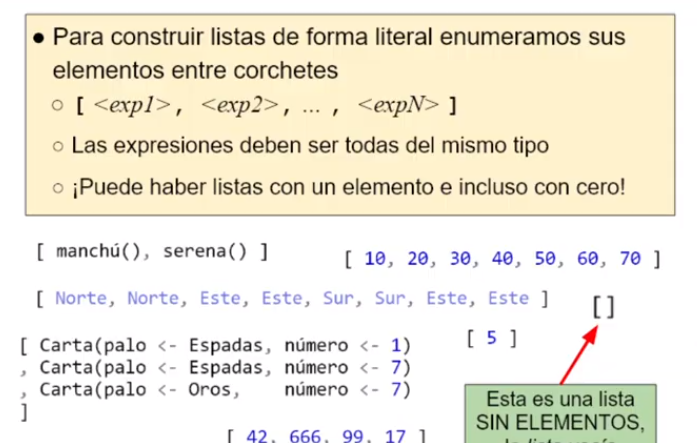 ● Para construir listas de forma literal enumeramos sus
elementos entre corchetes
○ [ <exp1>, <exp2>, ... , <expN> ]
○ Las expresiones deben ser todas del mismo tipo
○ ¡Puede haber listas con un elemento e incluso con cero!
[ manchú(), serena() ]
[ 10, 20, 30, 40, 50, 60, 70 ]
[ Norte, Norte, Este, Este, Sur, Sur, Este, Este ]
[]
[ Carta(palo <- Espadas, número <- 1)
, Carta(palo <- Espadas, número <- 7)
, Carta(palo <- Oros, número <- 7)
]
[ 5 ]
Esta es una lista
SIN ELEMENTOS,
[ 42, 666, 99, 17 ]